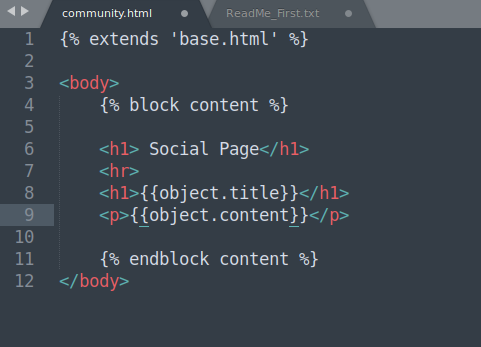 community.html
ReadMe_First.txt
1 {% extends 'base.html' %}
2
3 <body>
4 {% block content %}
5
6 <h1> Social Page</h1>
7 <hr>
8 <h1>{{object.title}}</h1>
9 <p>{{object.content}}</p>
10
11 {% endblock content %}
12 </body>